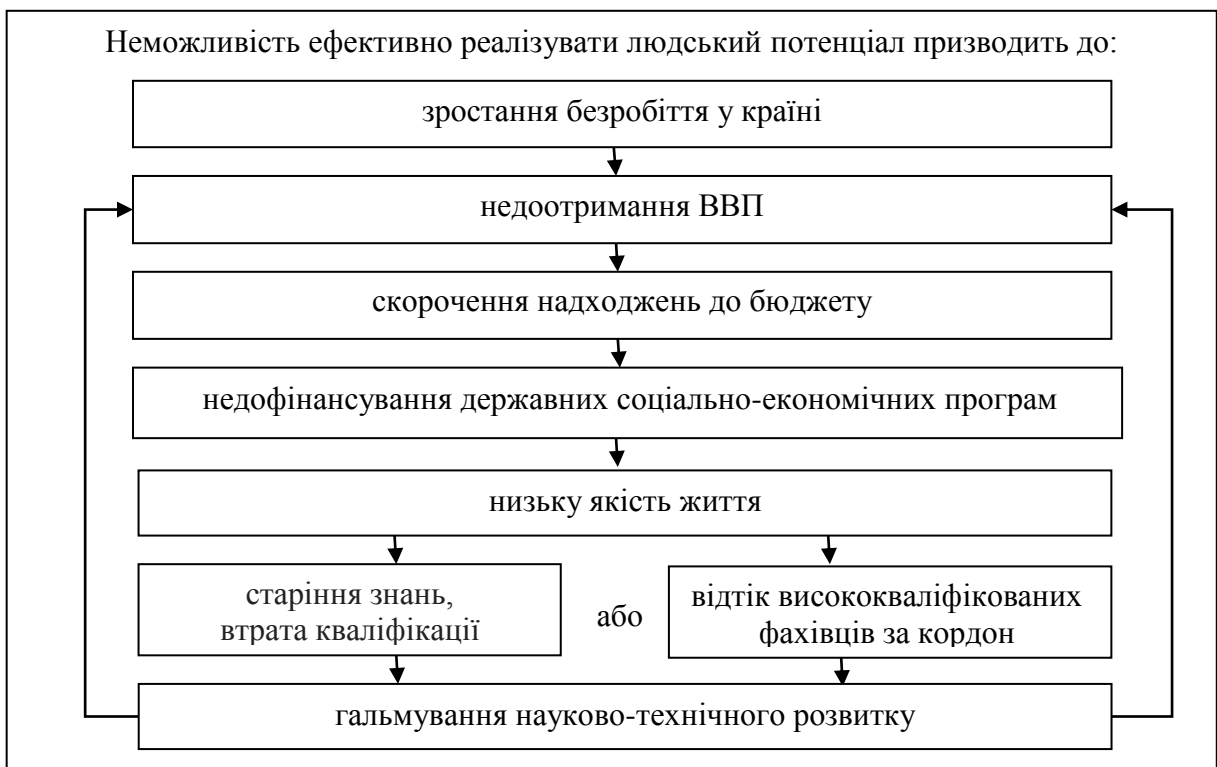 Неможливість ефективно реалізувати людський потенціал призводить до:
зростання безробіття у країні
недоотримання ВВП
скорочення надходжень до бюджету
недофінансування державних соціально-економічних програм
низьку якість життя
старіння знань,
втрата кваліфікації
або
відтік висококваліфікованих
фахівців за кордон
гальмування науково-технічного розвитку